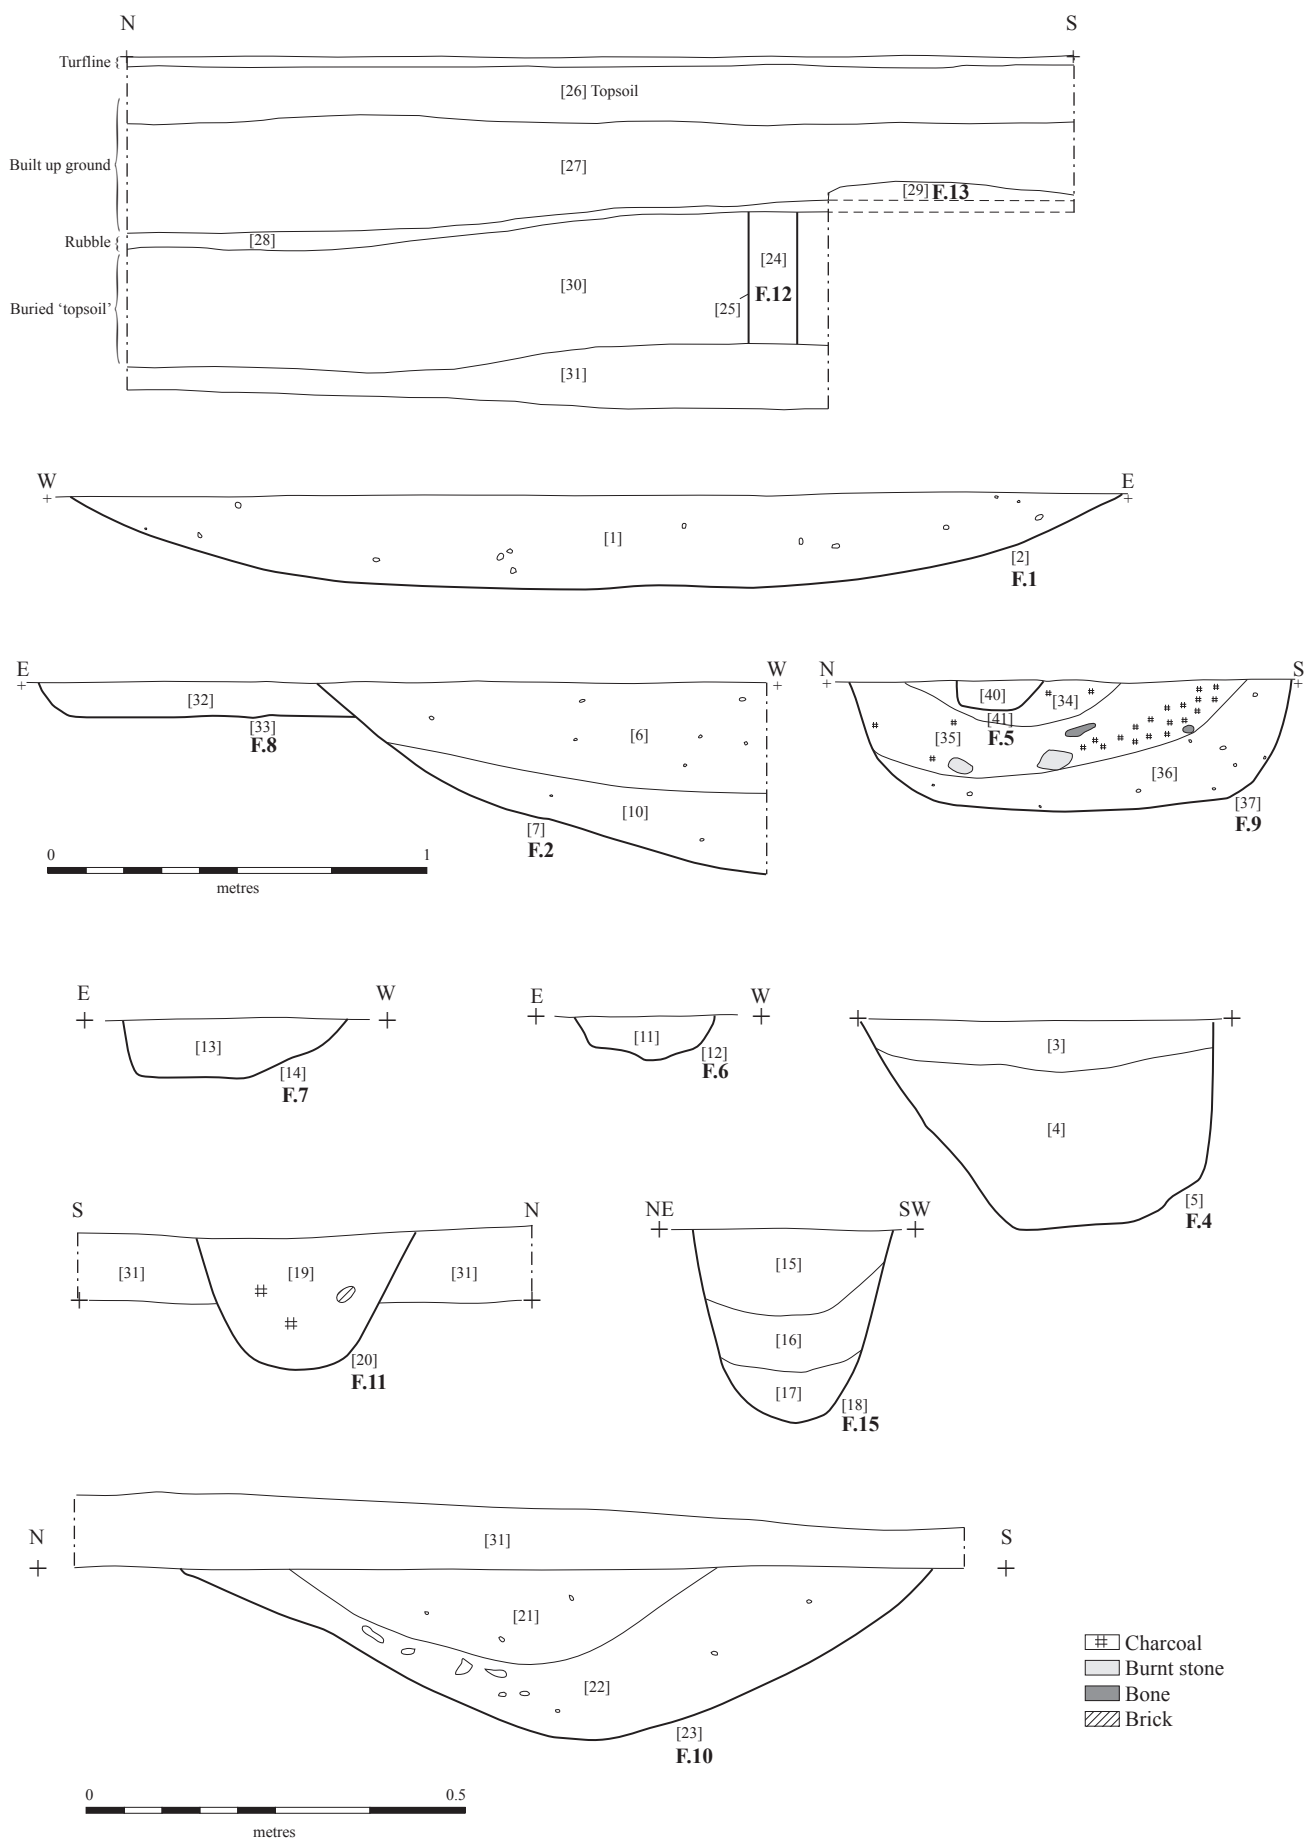 N S
Turfline
[26] Topsoil
Built up ground
[27]
[29] F.13
Rubble
[28]
[24]
[30]
F.12
Buried ‘topsoil’
[25]
[31]
W E
[1]
[2]
F.1
E W
[32]
[33]
F.8
[6]
[10]
[7]
F.2
N S
[40]
[34]
[41]
F.5
[35]
[36]
[37]
F.9
0 1
metres
E W
[13]
[14]
F.7
E W
[11]
[12]
F.6
[3]
[4]
[5]
F.4
S N
[31] [19] [31]
[20]
F.11
NE SW
[15]
[16]
[17]
[18]
F.15
N S
[31]
[21]
[22]
[23]
F.10
Charcoal
Burnt stone
Bone
Brick
0 0.5
metres